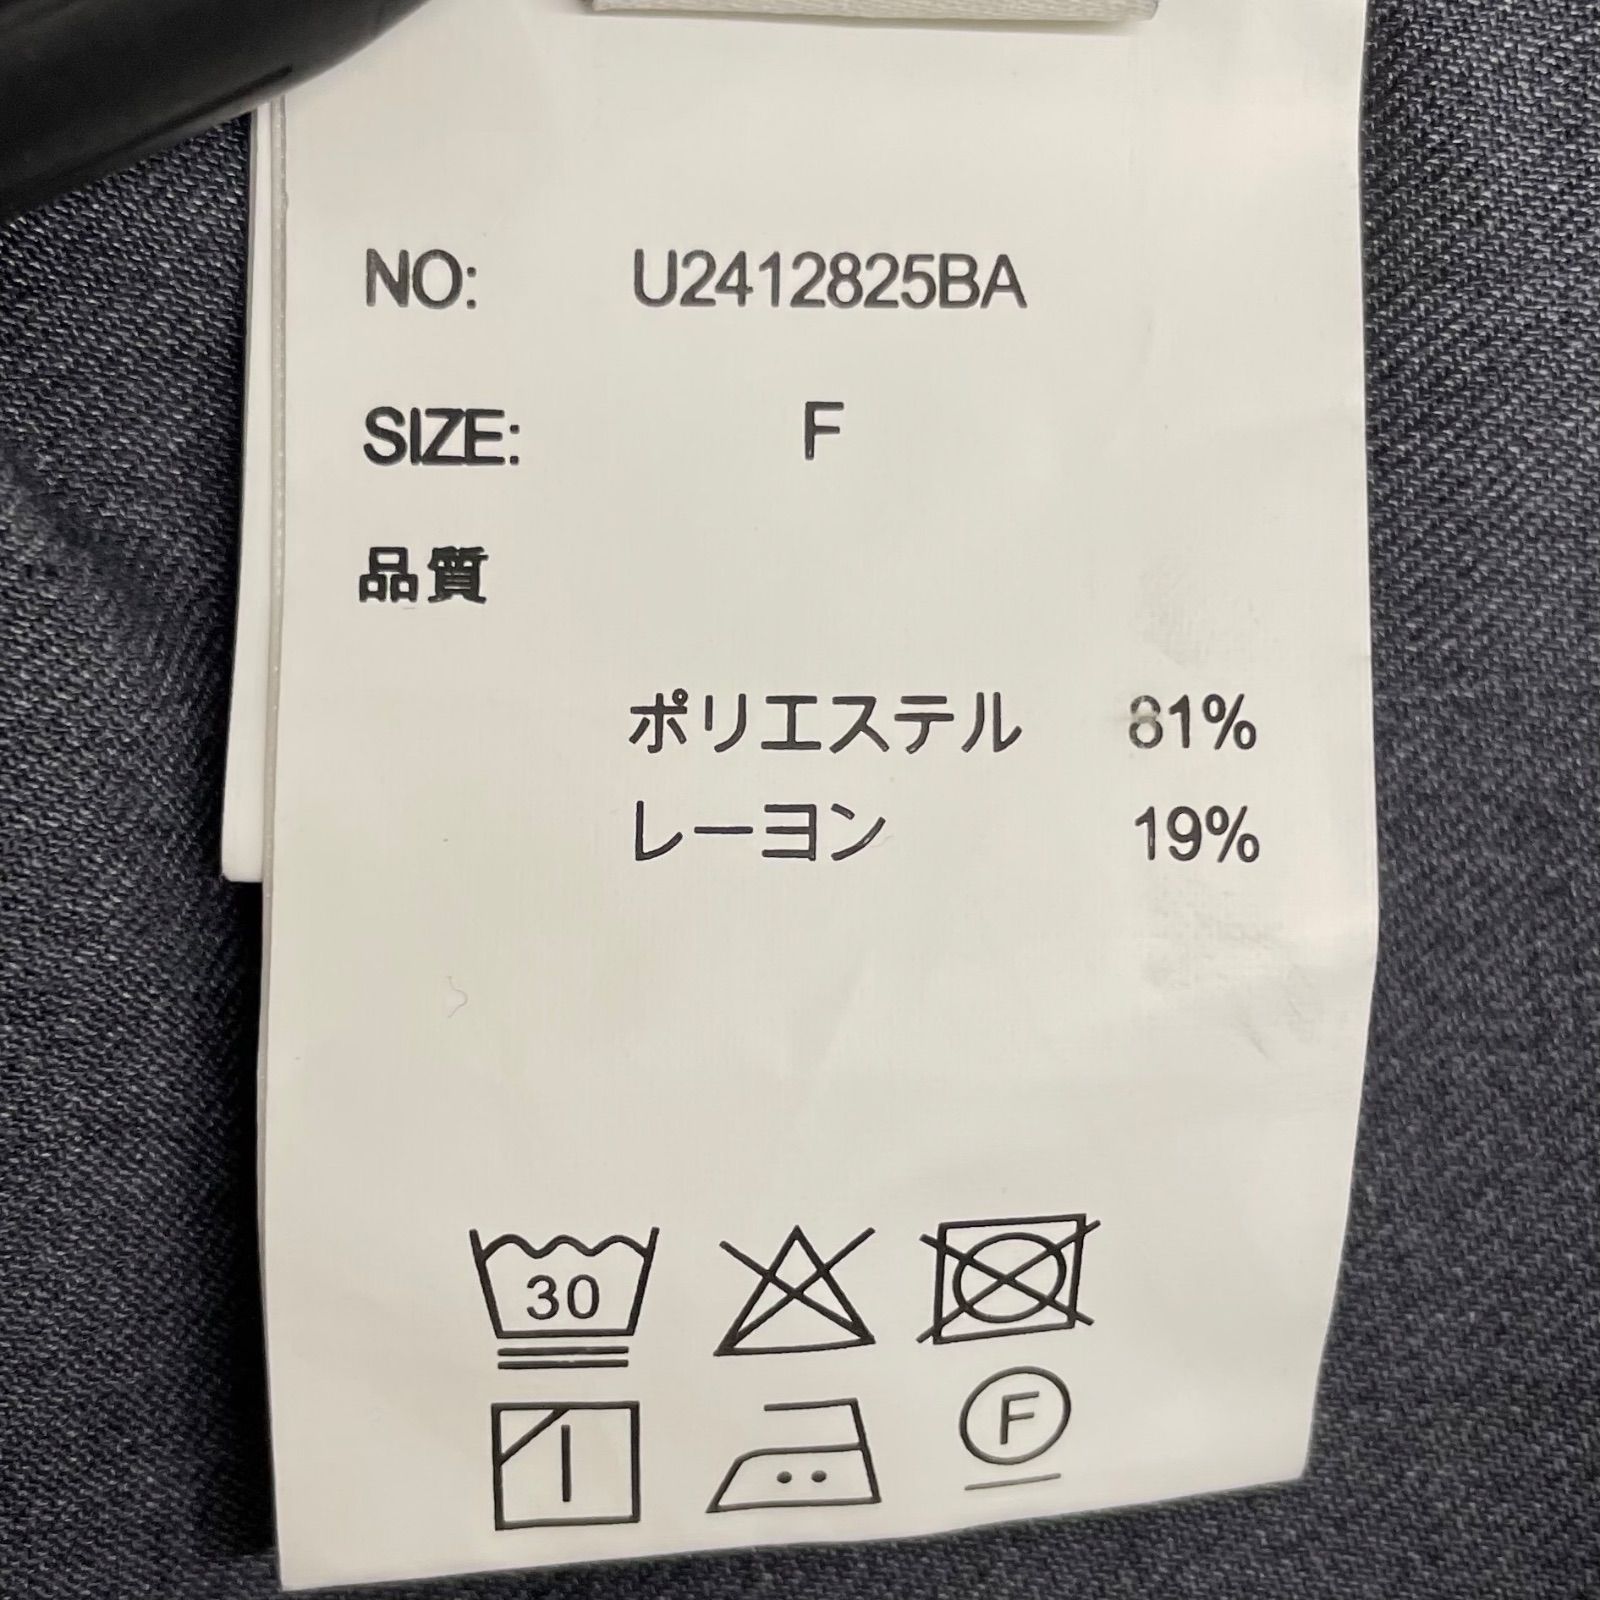 NO: U2412825BA
SIZE: F
品質
ポリエステル 81%
レーヨン 19%
30
F